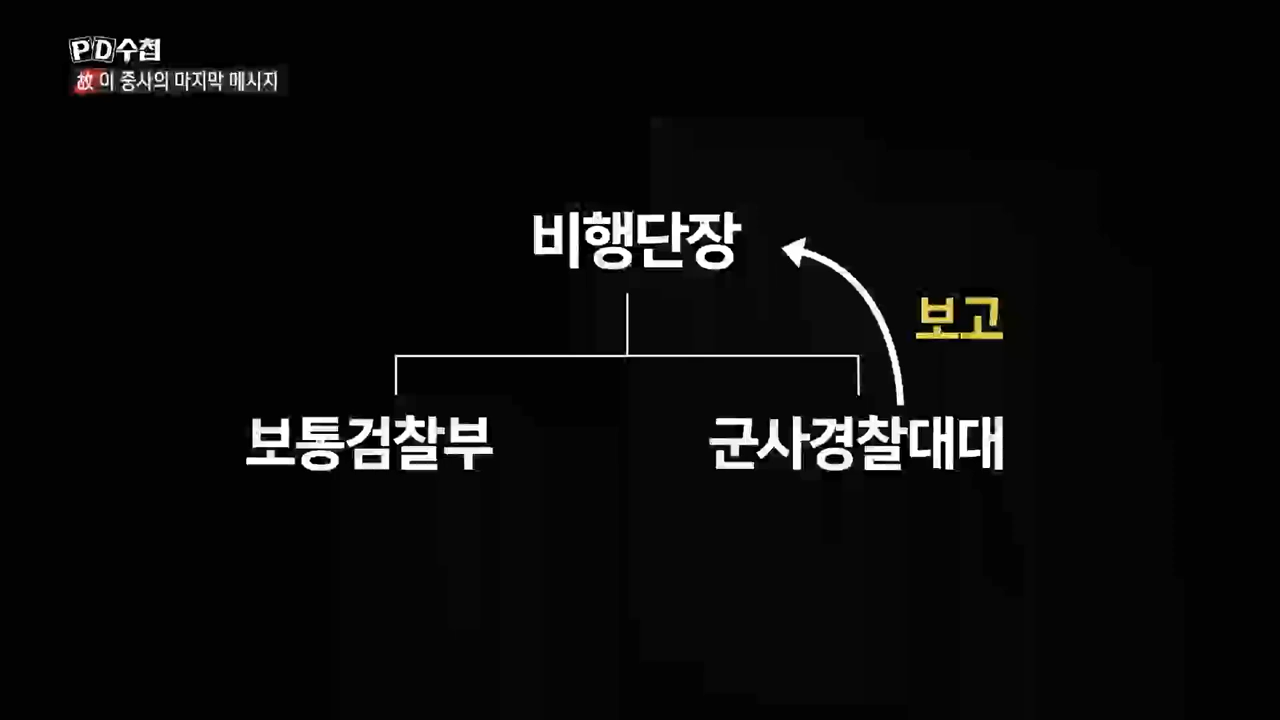 PD수첩
故 이 중사의 마지막 메시지
비행단장
보고
보통검찰부
군사경찰대대